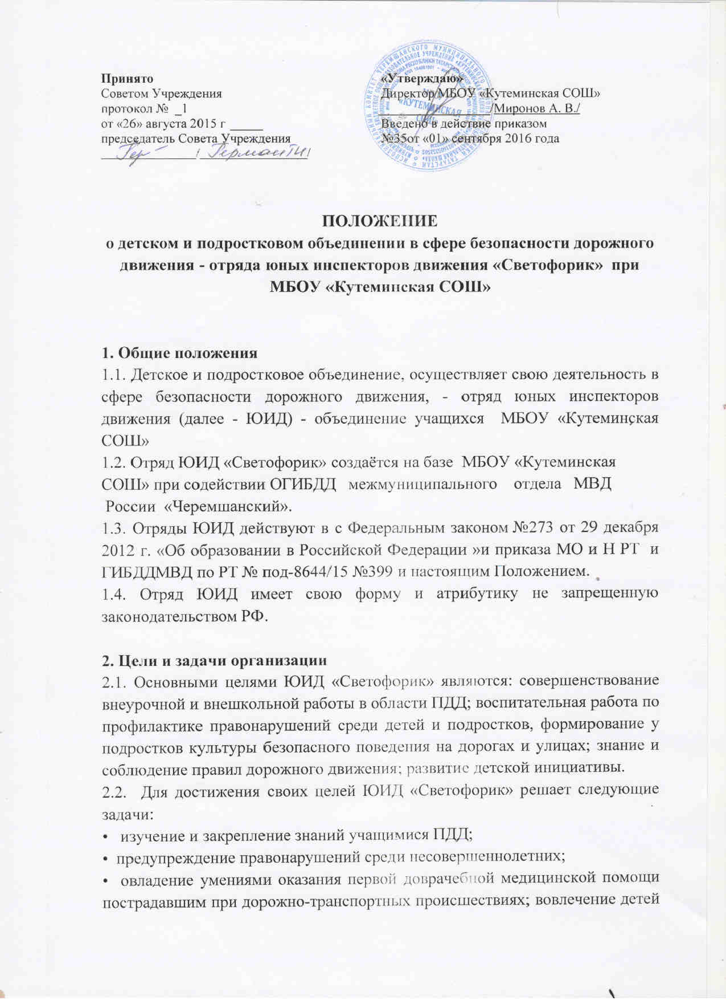 Принято
Советом Учреждения
протокол № _1
от «26» августа 2015 г _____
председатель Совета Учреждения
/ Герман Т И /
«Утверждаю»
Директор МБОУ «Кутеминская СОШ»
/Миронов А. В./
Введено в действие приказом
№35от «01» сентября 2016 года
«КУТЕМИНСКАЯ
СОШ»
ПОЛОЖЕНИЕ
о детском и подростковом объединении в сфере безопасности дорожного
движения - отряда юных инспекторов движения «Светофорик» при
МБОУ «Кутеминская СОШ»
1. Общие положения
1.1. Детское и подростковое объединение, осуществляет свою деятельность в
сфере безопасности дорожного движения, - отряд юных инспекторов
движения (далее - ЮИД) - объединение учащихся МБОУ «Кутеминская
СОШ»
1.2. Отряд ЮИД «Светофорик» создаётся на базе МБОУ «Кутеминская
СОШ» при содействии ОГИБДД межмуниципального отдела МВД
России «Черемшанский».
1.3. Отряды ЮИД действуют в с Федеральным законом №273 от 29 декабря
2012 г. «Об образовании в Российской Федерации »и приказа МО и Н РТ и
ГИБДДМВД по РТ № под-8644/15 №399 и настоящим Положением.
1.4. Отряд ЮИД имеет свою форму и атрибутику не запрещенную
законодательством РФ.
2. Цели и задачи организации
2.1. Основными целями ЮИД «Светофорик» являются: совершенствование
внеурочной и внешкольной работы в области ПДД; воспитательная работа по
профилактике правонарушений среди детей и подростков, формирование у
подростков культуры безопасного поведения на дорогах и улицах; знание и
соблюдение правил дорожного движения; развитие детской инициативы.
2.2. Для достижения своих целей ЮИД «Светофорик» решает следующие
задачи:
• изучение и закрепление знаний учащимися ПДД;
• предупреждение правонарушений среди несовершеннолетних;
• овладение умениями оказания первой доврачебной медицинской помощи
пострадавшим при дорожно-транспортных происшествиях; вовлечение детей